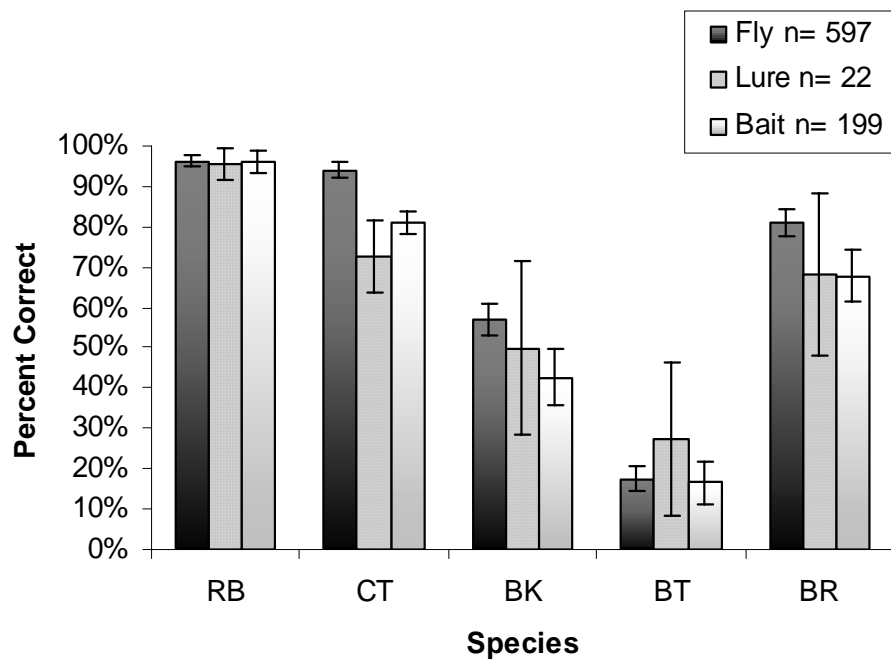 Fly n= 597
Lure n= 22
Bait n= 199
100%
90%
80%
70%
60%
50%
40%
30%
20%
10%
0%
Percent Correct
RB CT BK BT BR
Species